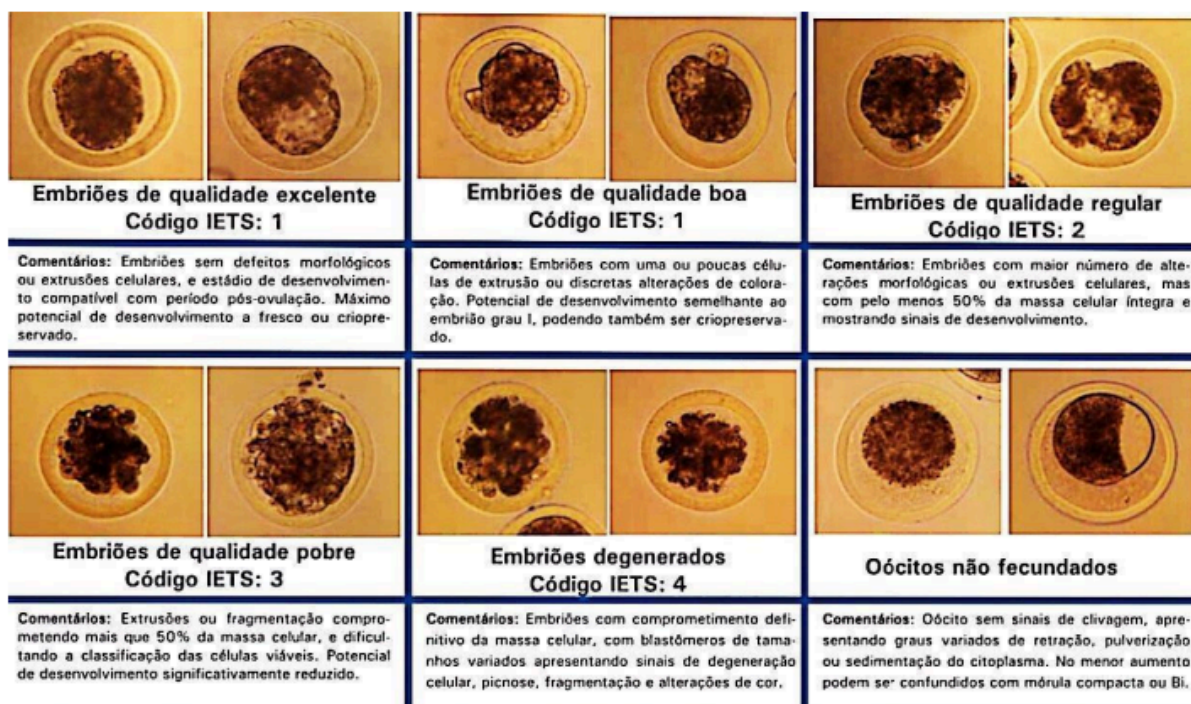 Embriões de qualidade excelente
Código IETS: 1
Embriões de qualidade boa
Código IETS: 1
Embriões de qualidade regular
Código IETS: 2
Comentários: Embriões sem defeitos morfológicos
ou extrusões celulares, e estádio de desenvolvimen-
to compatível com período pós-ovulação. Máximo
potencial de desenvolvimento a fresco ou criopre-
servado.
Comentários: Embriões com uma ou poucas célu-
las de extrusão ou discretas alterações de colora-
ção. Potencial de desenvolvimento semelhante ao
embrião grau I, podendo também ser criopreserva-
do.
Comentários: Embriões com maior número de alte-
rações morfológicas ou extrusões celulares, mas
com pelo menos 50% da massa celular íntegra e
mostrando sinais de desenvolvimento.
Embriões de qualidade pobre
Código IETS: 3
Embriões degenerados
Código IETS: 4
Oócitos não fecundados
Comentários: Extrusões ou fragmentação compro-
metendo mais que 50% da massa celular, e dificul-
tando a classificação das células viáveis. Potencial
de desenvolvimento significativamente reduzido.
Comentários: Embriões com comprometimento defi-
nitivo da massa celular, com blastômeros de tama-
nhos variados apresentando sinais de degeneração
celular, picnose, fragmentação e alterações de cor.
Comentários: Oócito sem sinais de clivagem, apre-
sentando graus variados de retração, pulverização
ou sedimentação do citoplasma. No menor aumento
podem ser confundidos com mórula compacta ou Bi.